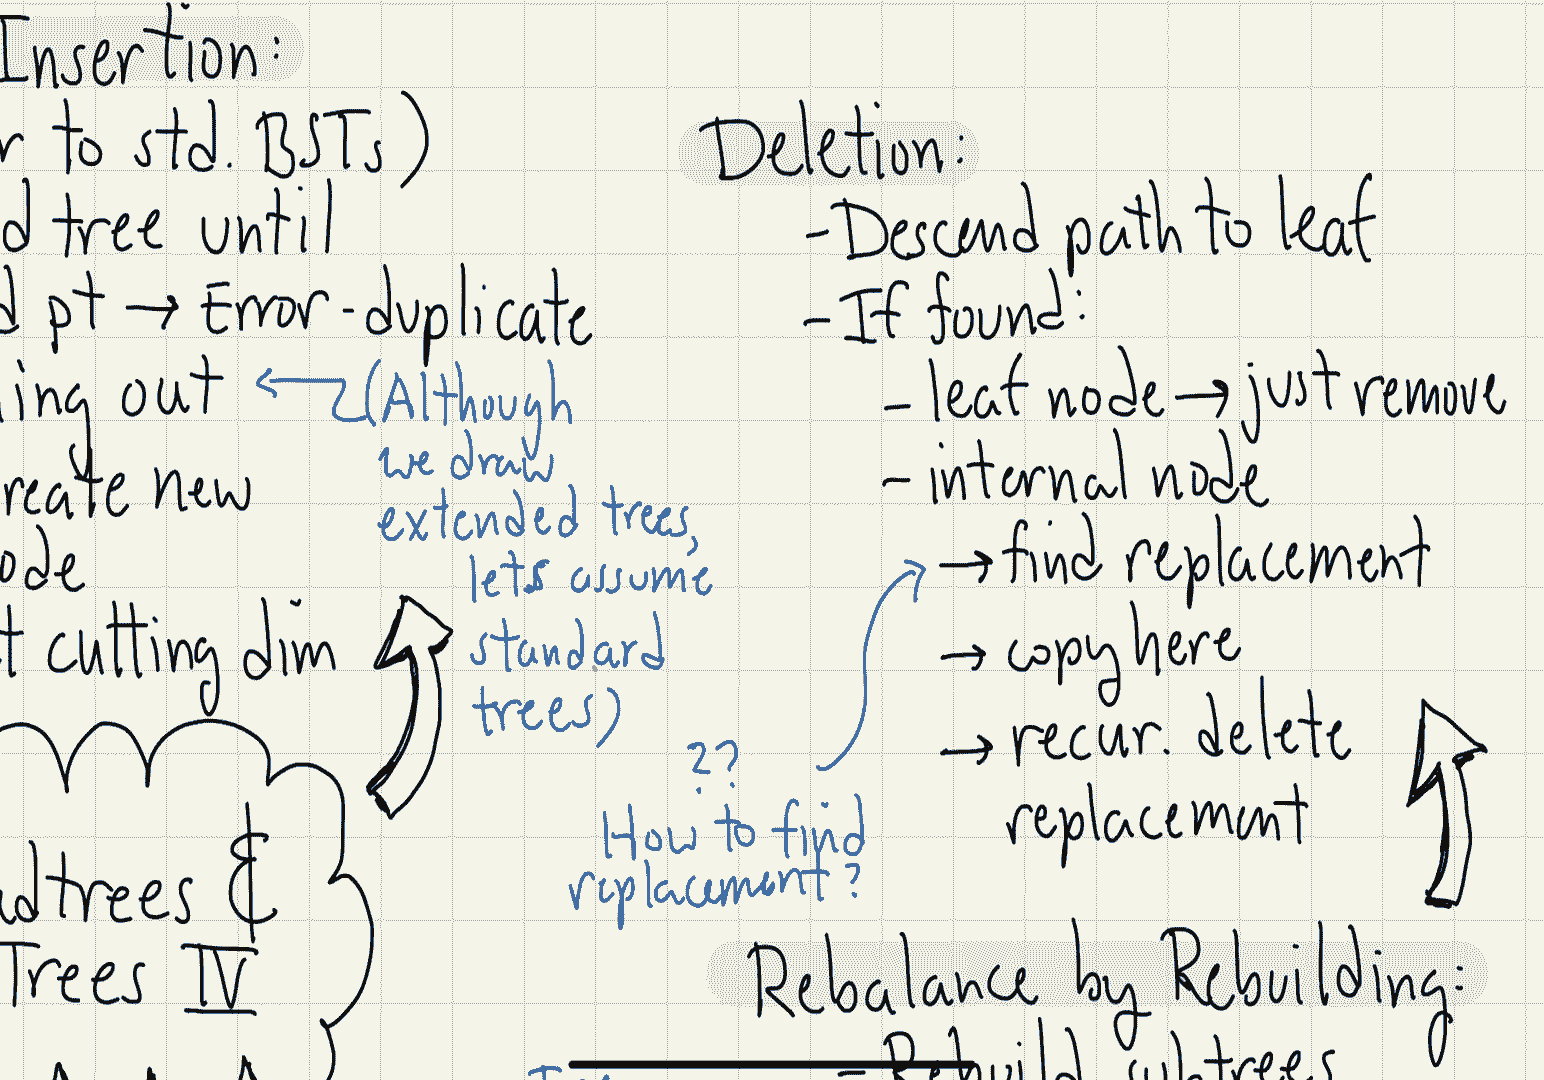 Insertion:
r to std. BSTs)
d tree until
d pt → Error - duplicate
ing out
reate new
ode
t cutting dim
(Although
we draw
extended trees,
lets assume
standard
trees)
Deletion:
- Descend path to leaf
- If found:
- leaf node → just remove
- internal node
→ find replacement
→ copy here
→ recur. delete
replacement
??
How to find
replacement?
adtrees &
Trees IV
Rebalance by Rebuilding:
- Rebuild subtrees